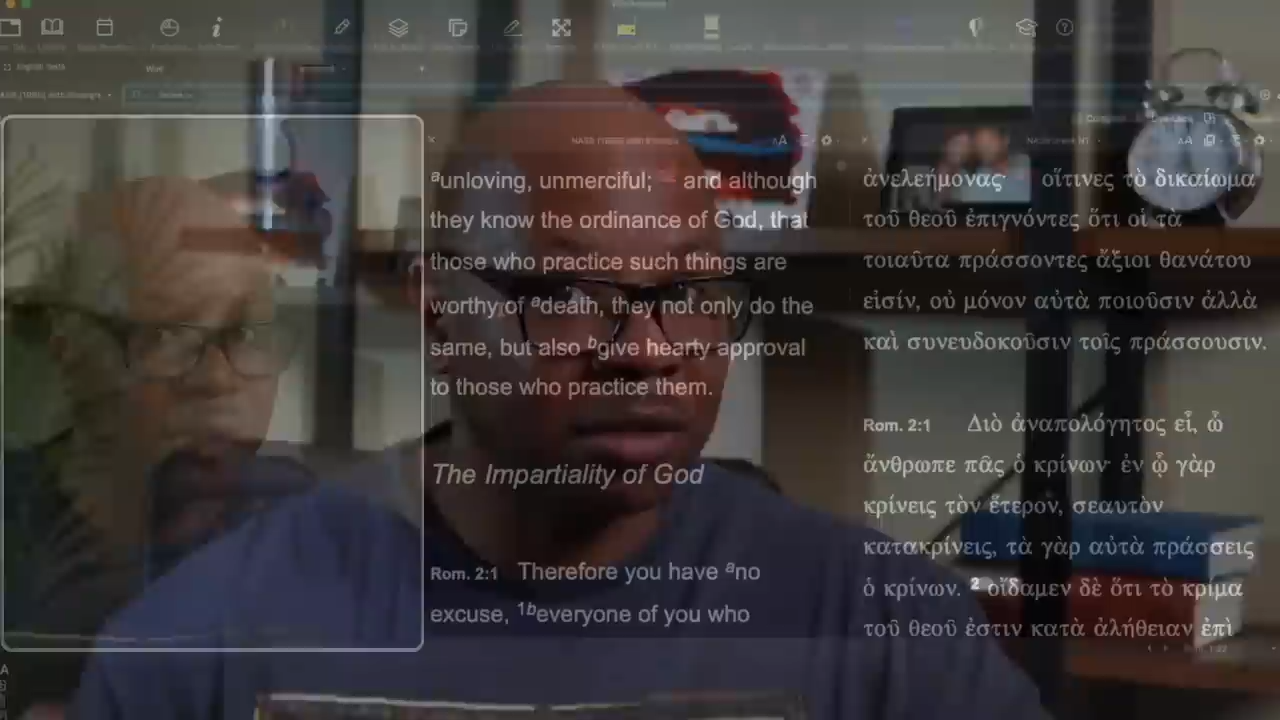 English Texts
ᵃunloving, unmerciful; and although
they know the ordinance of God, that
those who practice such things are
worthy of ᵃdeath, they not only do the
same, but also ᵇgive hearty approval
to those who practice them.
The Impartiality of God
Rom. 2:1 Therefore you have ᵃno
excuse, ¹ᵇeveryone of you who
ἀνελεήμονας· οἵτινες τὸ δικαίωμα
τοῦ θεοῦ ἐπιγνόντες ὅτι οἱ τὰ
τοιαῦτα πράσσοντες ἄξιοι θανάτου
εἰσίν, οὐ μόνον αὐτὰ ποιοῦσιν ἀλλὰ
καὶ συνευδοκοῦσιν τοῖς πράσσουσιν.
Rom. 2:1 Διὸ ἀναπολόγητος εἶ, ὦ
ἄνθρωπε πᾶς ὁ κρίνων· ἐν ᾧ γὰρ
κρίνεις τὸν ἕτερον, σεαυτὸν
κατακρίνεις, τὰ γὰρ αὐτὰ πράσσεις
ὁ κρίνων. ² οἴδαμεν δὲ ὅτι τὸ κρίμα
τοῦ θεοῦ ἐστιν κατὰ ἀλήθειαν ἐπὶ